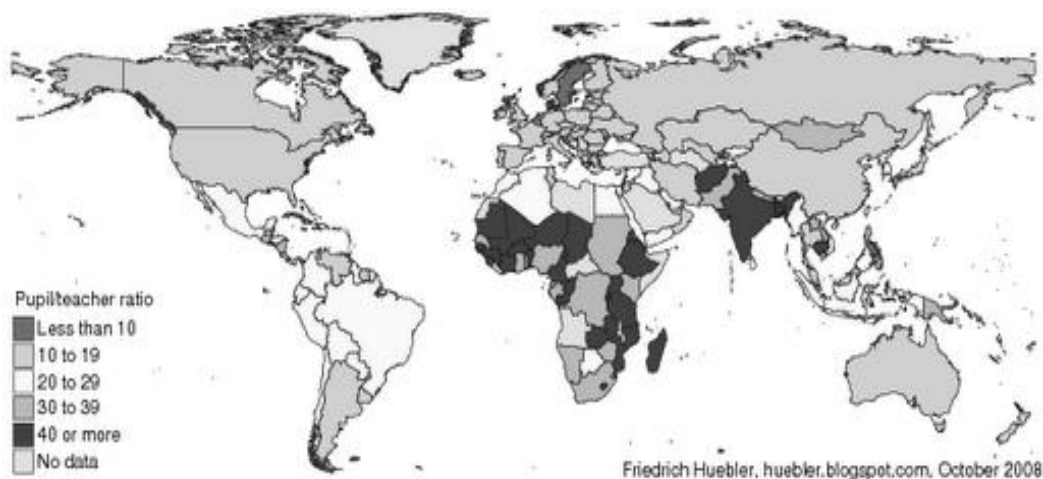 Pupil/teacher ratio
Less than 10
10 to 19
20 to 29
30 to 39
40 or more
No data
Friedrich Huebler, huebler.blogspot.com, October 2008